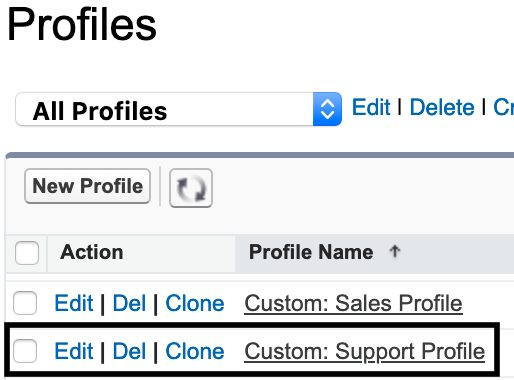 Profiles
All Profiles Edit | Delete | Cr
New Profile
Action Profile Name ↑
Edit | Del | Clone Custom: Sales Profile
Edit | Del | Clone Custom: Support Profile